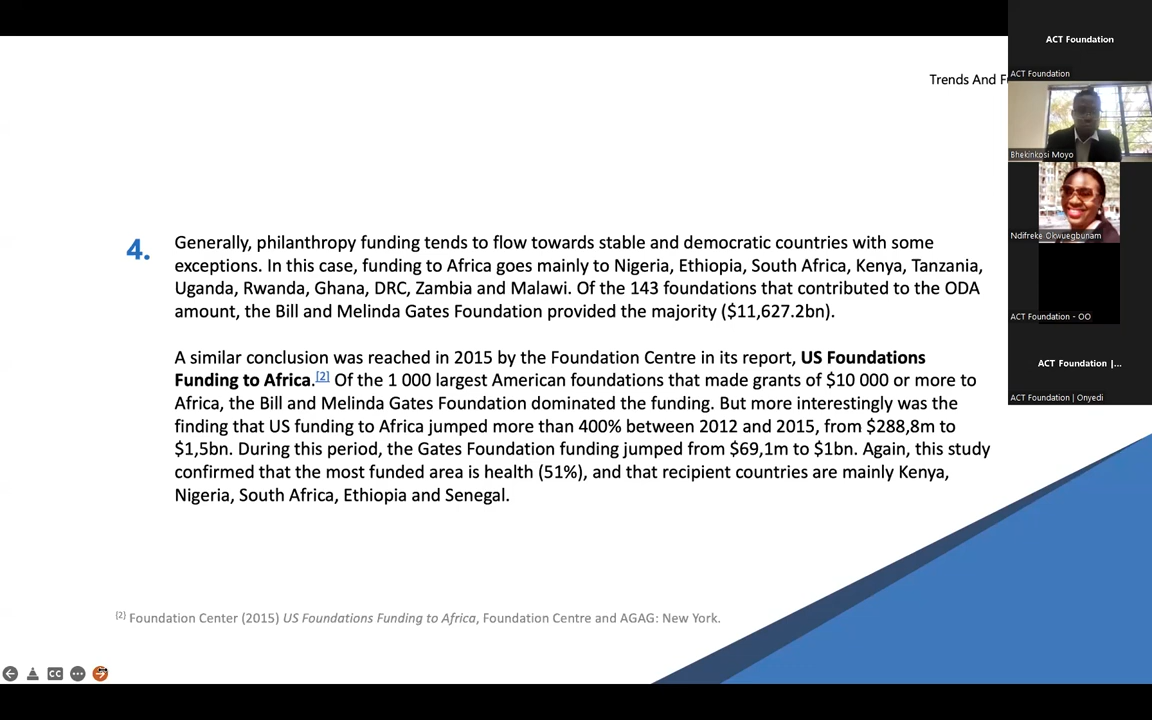 ACT Foundation
ACT Foundation
Trends And F
Bhekinkosi Moyo
Ndifreke Okwuegbunam
ACT Foundation - OO
ACT Foundation |...
ACT Foundation | Onyedi
4.
Generally, philanthropy funding tends to flow towards stable and democratic countries with some
exceptions. In this case, funding to Africa goes mainly to Nigeria, Ethiopia, South Africa, Kenya, Tanzania,
Uganda, Rwanda, Ghana, DRC, Zambia and Malawi. Of the 143 foundations that contributed to the ODA
amount, the Bill and Melinda Gates Foundation provided the majority ($11,627.2bn).
A similar conclusion was reached in 2015 by the Foundation Centre in its report, US Foundations
Funding to Africa.[2] Of the 1 000 largest American foundations that made grants of $10 000 or more to
Africa, the Bill and Melinda Gates Foundation dominated the funding. But more interestingly was the
finding that US funding to Africa jumped more than 400% between 2012 and 2015, from $288,8m to
$1,5bn. During this period, the Gates Foundation funding jumped from $69,1m to $1bn. Again, this study
confirmed that the most funded area is health (51%), and that recipient countries are mainly Kenya,
Nigeria, South Africa, Ethiopia and Senegal.
[2] Foundation Center (2015) US Foundations Funding to Africa, Foundation Centre and AGAG: New York.
CC